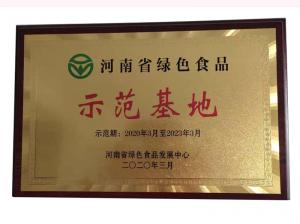 河南省绿色食品
示范基地
示范期：2020年3月至2023年3月
河南省绿色食品发展中心
二〇二〇年三月